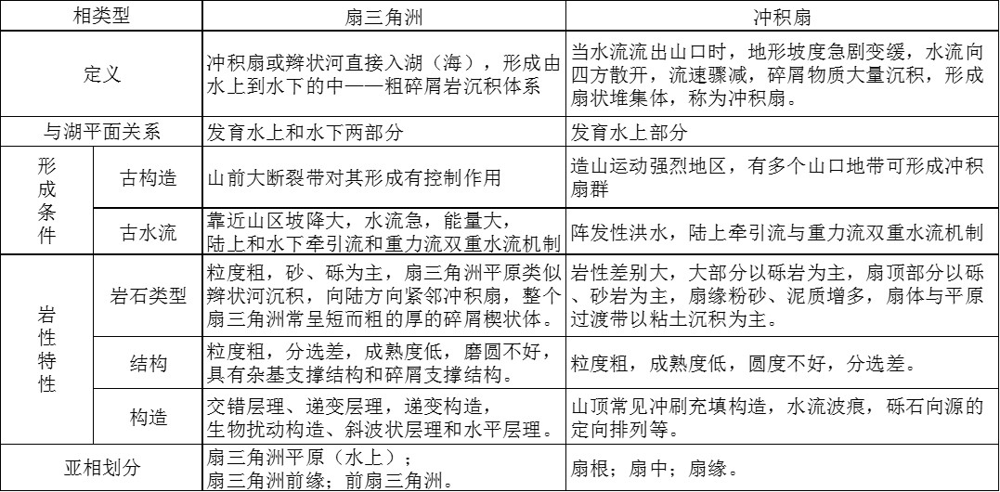 相类型
扇三角洲
冲积扇
定义
冲积扇或辫状河直接入湖（海），形成由
水上到水下的中——粗碎屑岩沉积体系
当水流流出山口时，地形坡度急剧变缓，水流向
四方散开，流速骤减，碎屑物质大量沉积，形成
扇状堆集体，称为冲积扇。
与湖平面关系
发育水上和水下两部分
发育水上部分
形成条件
古构造
山前大断裂带对其形成有控制作用
造山运动强烈地区，有多个山口地带可形成冲积
扇群
古水流
靠近山区坡降大，水流急，能量大，
陆上和水下牵引流和重力流双重水流机制
阵发性洪水，陆上牵引流与重力流双重水流机制
岩性特性
岩石类型
粒度粗，砂、砾为主，扇三角洲平原类似
辫状河沉积，向陆方向紧邻冲积扇，整个
扇三角洲常呈短而粗的厚的碎屑楔状体。
岩性差别大，大部分以砾岩为主，扇顶部分以砾
、砂岩为主，扇缘粉砂、泥质增多，扇体与平原
过渡带以粘土沉积为主。
结构
粒度粗，分选差，成熟度低，磨圆不好，
具有杂基支撑结构和碎屑支撑结构。
粒度粗，成熟度低，圆度不好，分选差。
构造
交错层理、递变层理，递变构造，
生物扰动构造、斜波状层理和水平层理。
山顶常见冲刷充填构造，水流波痕，砾石向源的
定向排列等。
亚相划分
扇三角洲平原（水上）；
扇三角洲前缘；前扇三角洲。
扇根；扇中；扇缘。